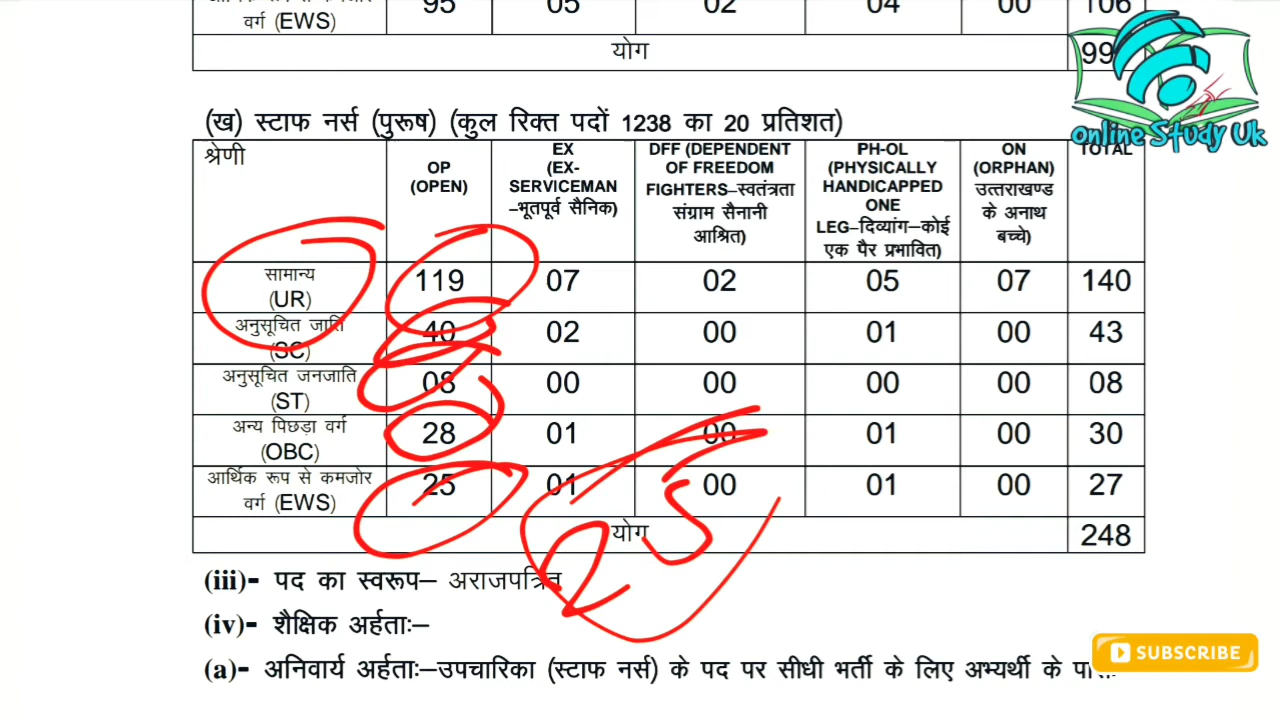 वर्ग (EWS) 95 05 02 04 00 106
योग 99
Online Study Uk
(ख) स्टाफ नर्स (पुरूष) (कुल रिक्त पदों 1238 का 20 प्रतिशत)
श्रेणी
OP
(OPEN)
EX
(EX-
SERVICEMAN
–भूतपूर्व सैनिक)
DFF (DEPENDENT
OF FREEDOM
FIGHTERS–स्वतंत्रता
संग्राम सैनानी
आश्रित)
PH-OL
(PHYSICALLY
HANDICAPPED
ONE
LEG–दिव्यांग–कोई
एक पैर प्रभावित)
ON
(ORPHAN)
उत्तराखण्ड
के अनाथ
बच्चे)
TOTAL
सामान्य
(UR)
119 07 02 05 07 140
अनुसूचित जाति
(SC)
40 02 00 01 00 43
अनुसूचित जनजाति
(ST)
08 00 00 00 00 08
अन्य पिछड़ा वर्ग
(OBC)
28 01 00 01 00 30
आर्थिक रूप से कमजोर
वर्ग (EWS)
25 01 00 01 00 27
योग 248
25
(iii)- पद का स्वरूप– अराजपत्रित
(iv)- शैक्षिक अर्हताः–
(a)- अनिवार्य अर्हताः–उपचारिका (स्टाफ नर्स) के पद पर सीधी भर्ती के लिए अभ्यर्थी के
SUBSCRIBE